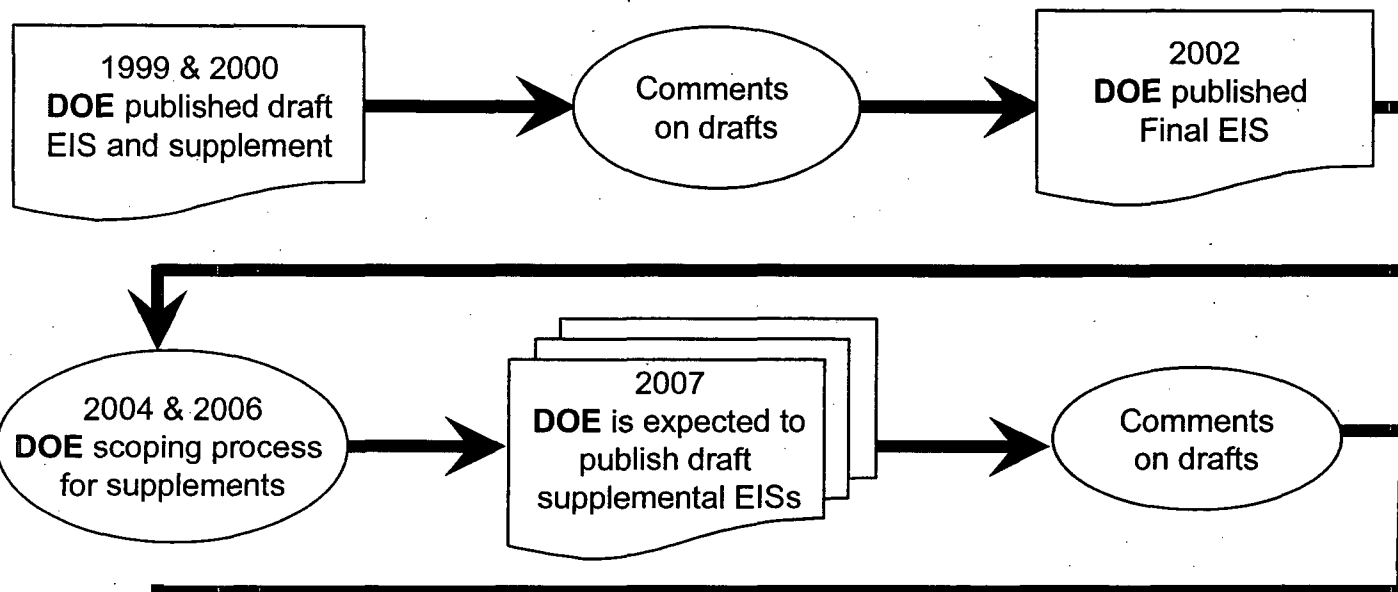 1999 & 2000
DOE published draft
EIS and supplement
Comments
on drafts
2002
DOE published
Final EIS
2004 & 2006
DOE scoping process
for supplements
2007
DOE is expected to
publish draft
supplemental EISs
Comments
on drafts